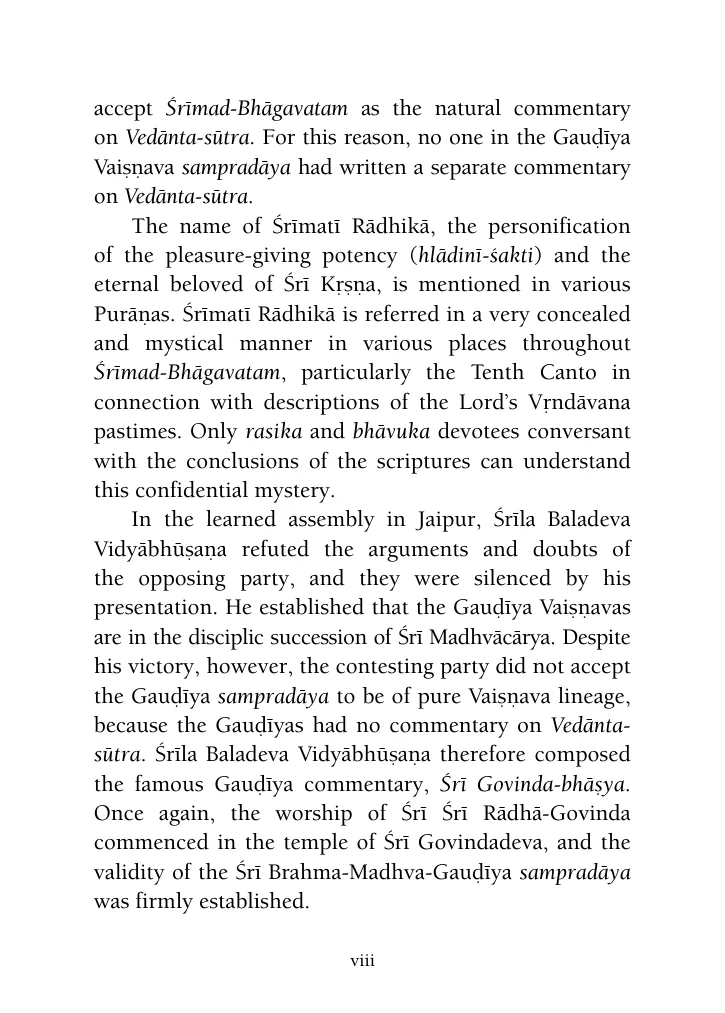 accept Śrīmad-Bhāgavatam as the natural commentary
on Vedānta-sūtra. For this reason, no one in the Gauḍīya
Vaiṣṇava sampradāya had written a separate commentary
on Vedānta-sūtra.
The name of Śrīmatī Rādhikā, the personification
of the pleasure-giving potency (hlādinī-śakti) and the
eternal beloved of Śrī Kṛṣṇa, is mentioned in various
Purāṇas. Śrīmatī Rādhikā is referred in a very concealed
and mystical manner in various places throughout
Śrīmad-Bhāgavatam, particularly the Tenth Canto in
connection with descriptions of the Lord’s Vṛndāvana
pastimes. Only rasika and bhāvuka devotees conversant
with the conclusions of the scriptures can understand
this confidential mystery.
In the learned assembly in Jaipur, Śrīla Baladeva
Vidyābhūṣaṇa refuted the arguments and doubts of
the opposing party, and they were silenced by his
presentation. He established that the Gauḍīya Vaiṣṇavas
are in the disciplic succession of Śrī Madhvācārya. Despite
his victory, however, the contesting party did not accept
the Gauḍīya sampradāya to be of pure Vaiṣṇava lineage,
because the Gauḍīyas had no commentary on Vedānta-
sūtra. Śrīla Baladeva Vidyābhūṣaṇa therefore composed
the famous Gauḍīya commentary, Śrī Govinda-bhāṣya.
Once again, the worship of Śrī Śrī Rādhā-Govinda
commenced in the temple of Śrī Govindadeva, and the
validity of the Śrī Brahma-Madhva-Gauḍīya sampradāya
was firmly established.
viii